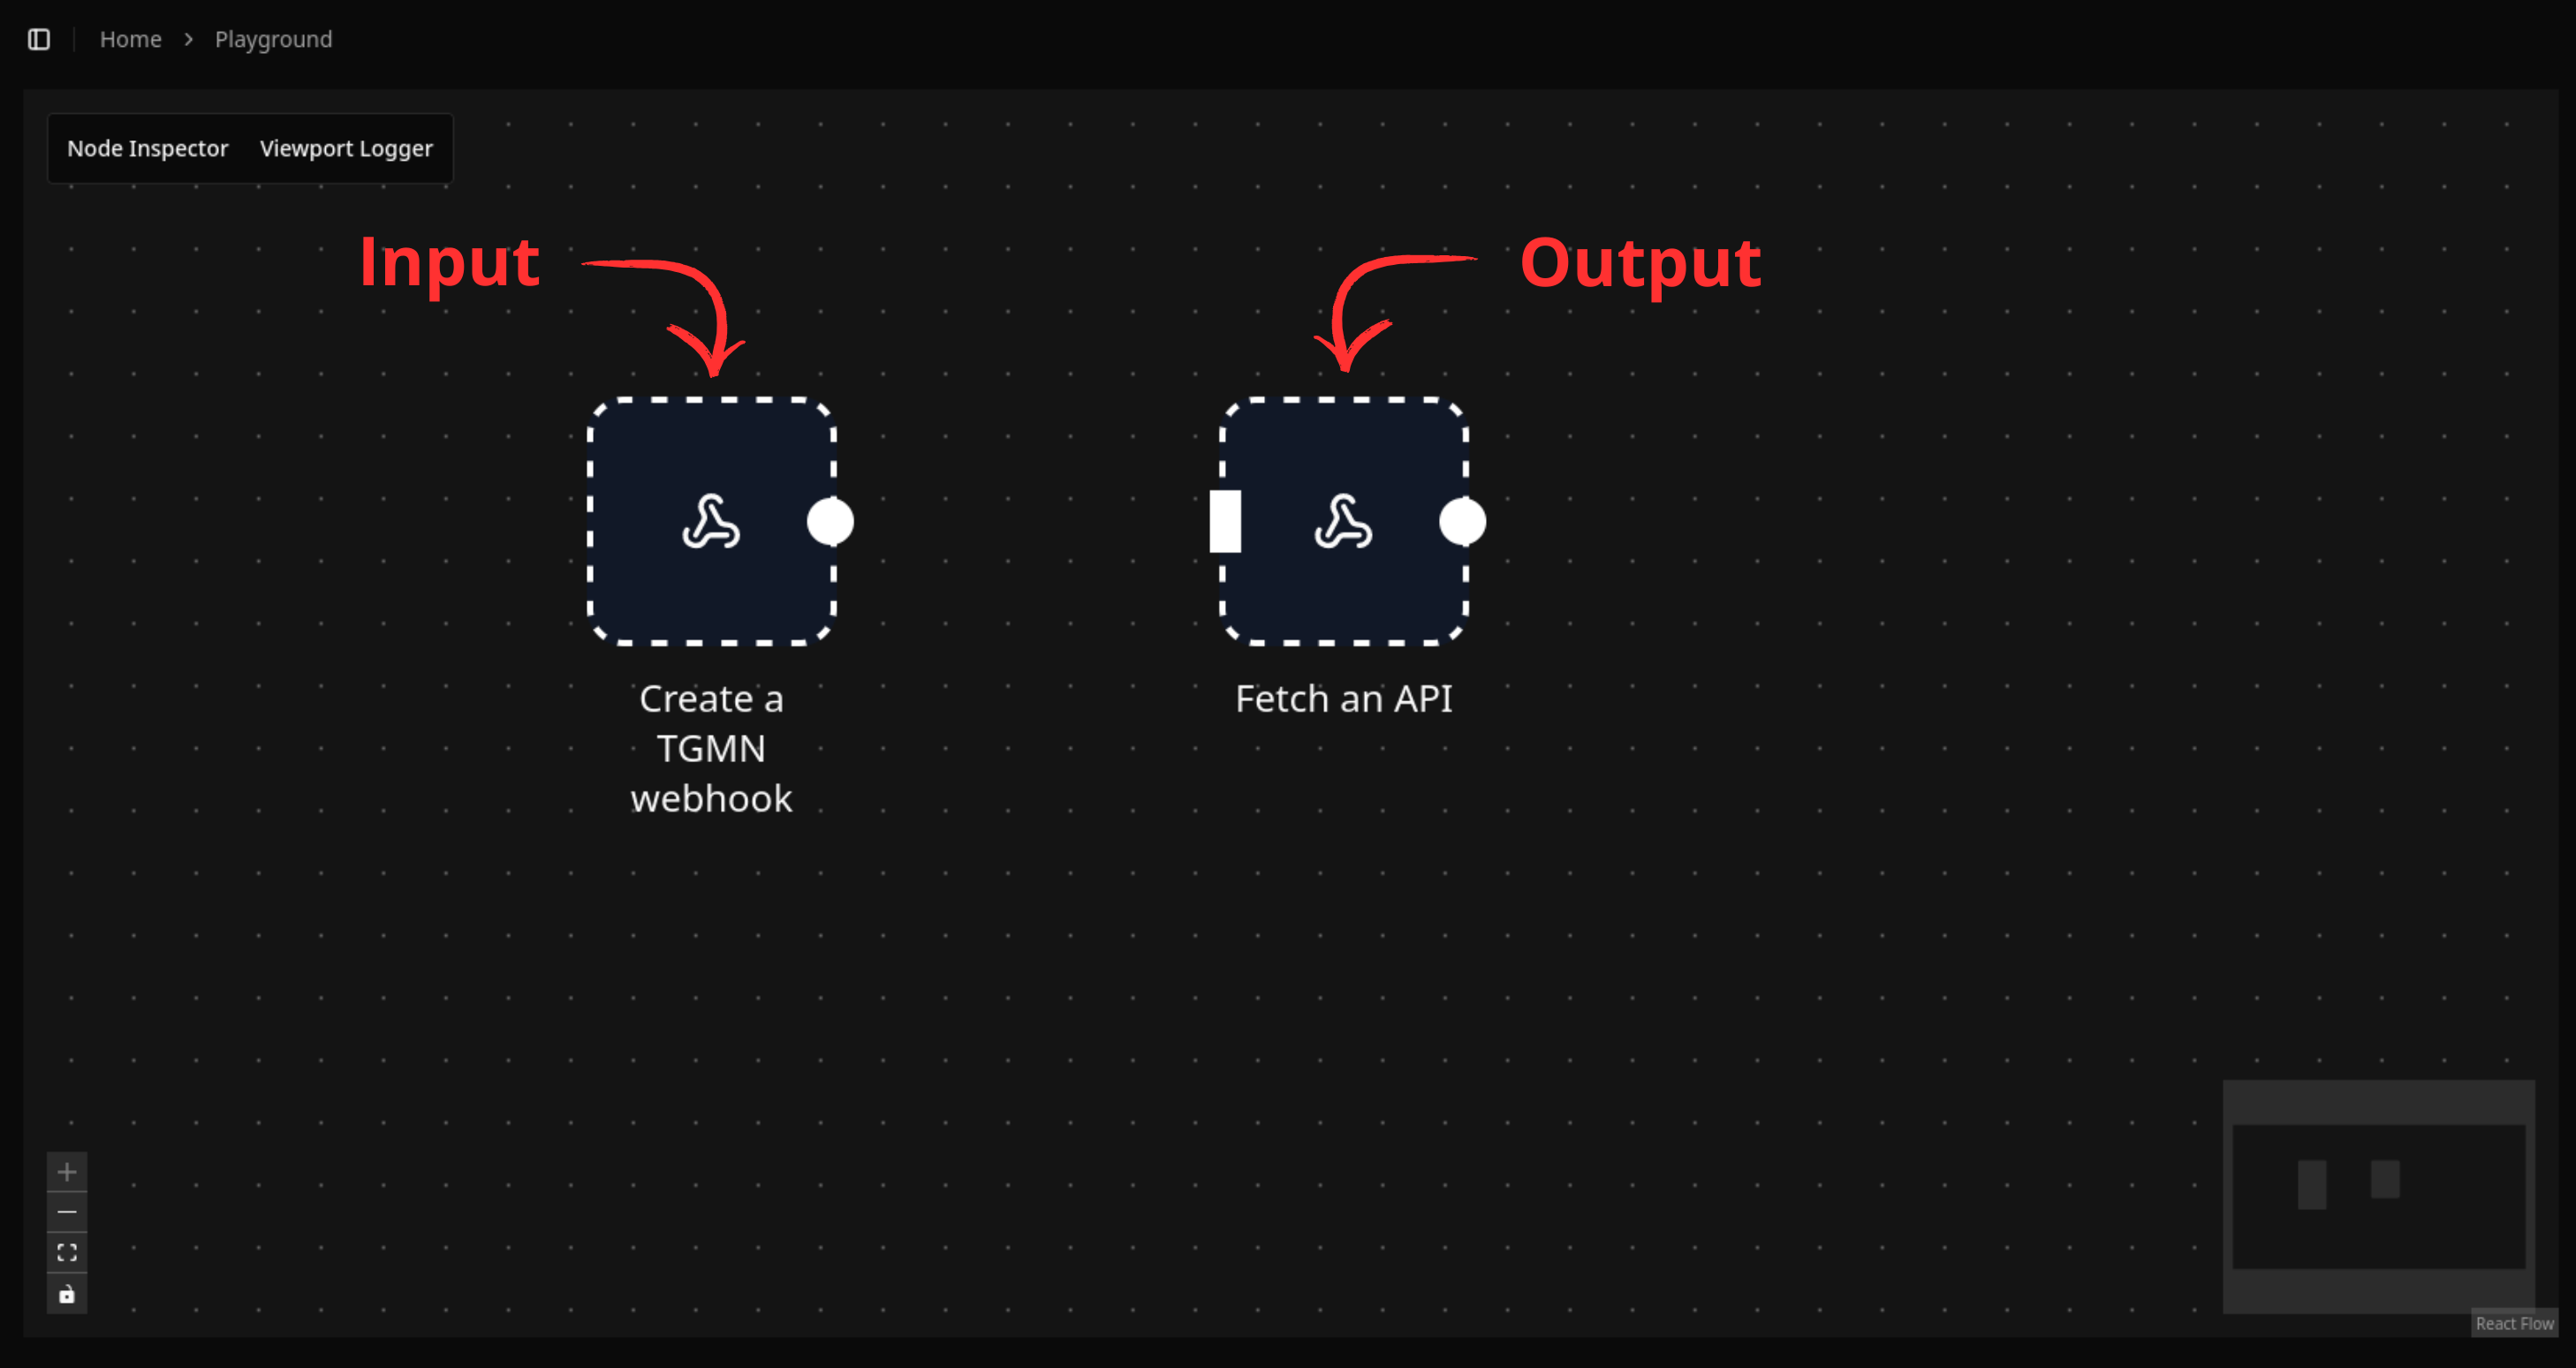 Home > Playground
Node Inspector Viewport Logger
Input
Output
Create a
TGMN
webhook
Fetch an API
React Flow